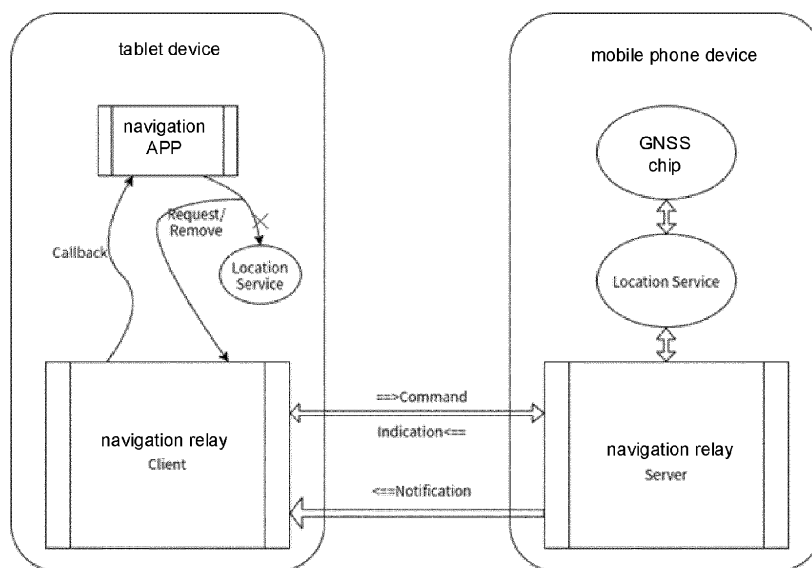 tablet device
navigation
APP
Request/
Remove
Callback
Location
Service
navigation relay
Client
==>Command
Indication<==
<==Notification
mobile phone device
GNSS
chip
Location Service
navigation relay
Server